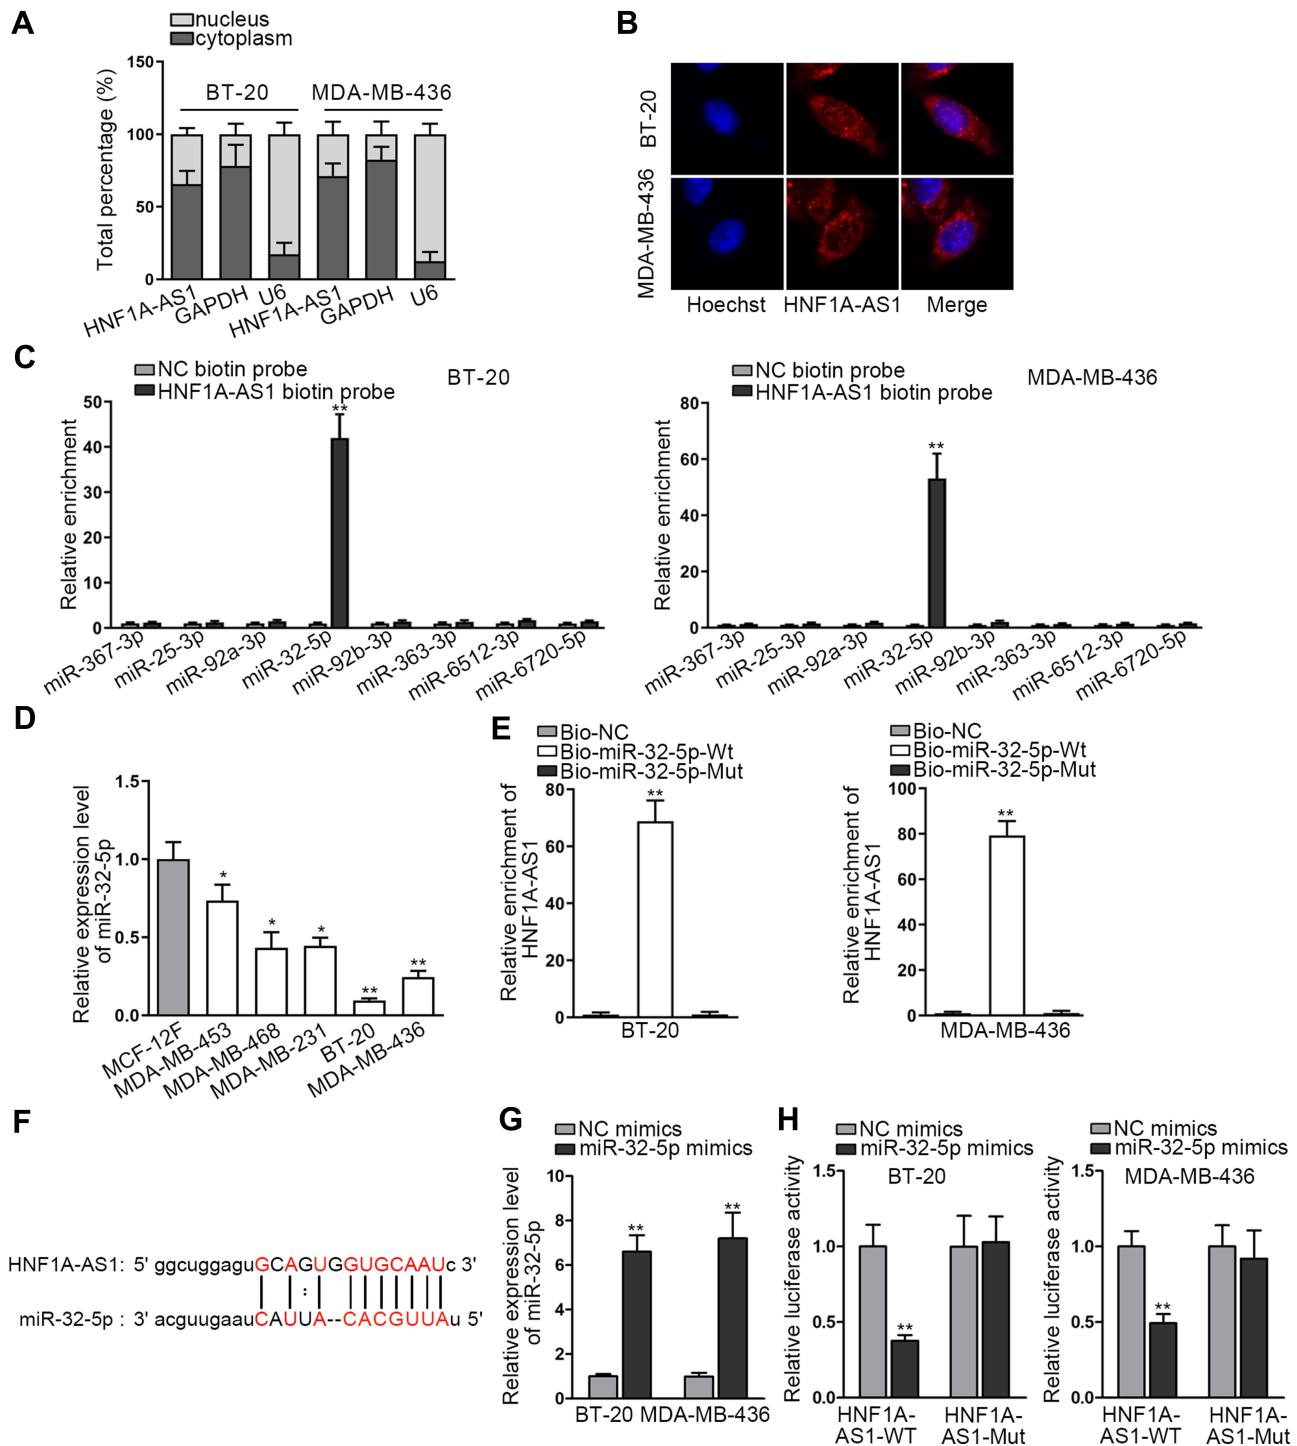 A
nucleus
cytoplasm
Total percentage (%)
150
100
50
0
BT-20
MDA-MB-436
HNF1A-AS1
GAPDH
U6
HNF1A-AS1
GAPDH
U6
B
BT-20
MDA-MB-436
Hoechst
HNF1A-AS1
Merge
C
NC biotin probe
HNF1A-AS1 biotin probe
BT-20
Relative enrichment
50
40
30
20
10
0
**
miR-367-3p
miR-25-3p
miR-92a-3p
miR-32-5p
miR-92b-3p
miR-363-3p
miR-6512-3p
miR-6720-5p
NC biotin probe
HNF1A-AS1 biotin probe
MDA-MB-436
Relative enrichment
80
60
40
20
0
**
miR-367-3p
miR-25-3p
miR-92a-3p
miR-32-5p
miR-92b-3p
miR-363-3p
miR-6512-3p
miR-6720-5p
D
Relative expression level
of miR-32-5p
1.5
1.0
0.5
0.0
*
*
*
**
**
MCF-12F
MDA-MB-453
MDA-MB-468
MDA-MB-231
BT-20
MDA-MB-436
E
Bio-NC
Bio-miR-32-5p-Wt
Bio-miR-32-5p-Mut
Relative enrichment of
HNF1A-AS1
80
60
40
20
0
**
BT-20
Bio-NC
Bio-miR-32-5p-Wt
Bio-miR-32-5p-Mut
Relative enrichment of
HNF1A-AS1
100
80
60
40
20
0
**
MDA-MB-436
F
HNF1A-AS1: 5' ggcuggaguGCAGUGGUGCAAUc 3'
miR-32-5p : 3' acguugaauCAUUA--CACGUUAu 5'
G
NC mimics
miR-32-5p mimics
Relative expression level
of miR-32-5p
10
8
6
4
2
0
**
**
BT-20 MDA-MB-436
H
NC mimics
miR-32-5p mimics
BT-20
Relative luciferase activity
1.5
1.0
0.5
0.0
**
HNF1A-
AS1-WT
HNF1A-
AS1-Mut
NC mimics
miR-32-5p mimics
MDA-MB-436
Relative luciferase activity
1.5
1.0
0.5
0.0
**
HNF1A-
AS1-WT
HNF1A-
AS1-Mut